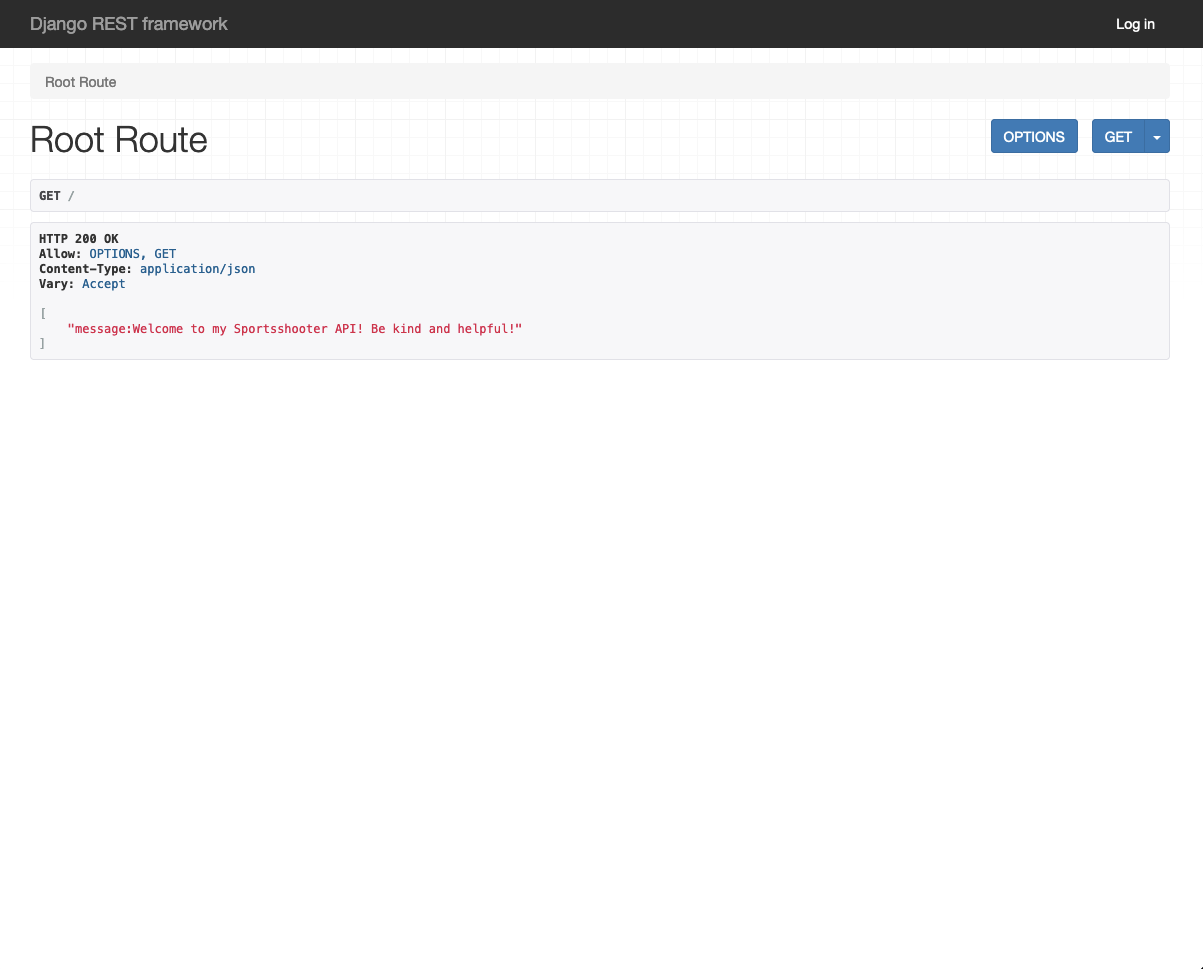 Django REST framework
Log in
Root Route
Root Route
OPTIONS
GET
GET /
HTTP 200 OK
Allow: OPTIONS, GET
Content-Type: application/json
Vary: Accept
[
"message:Welcome to my Sportsshooter API! Be kind and helpful!"
]